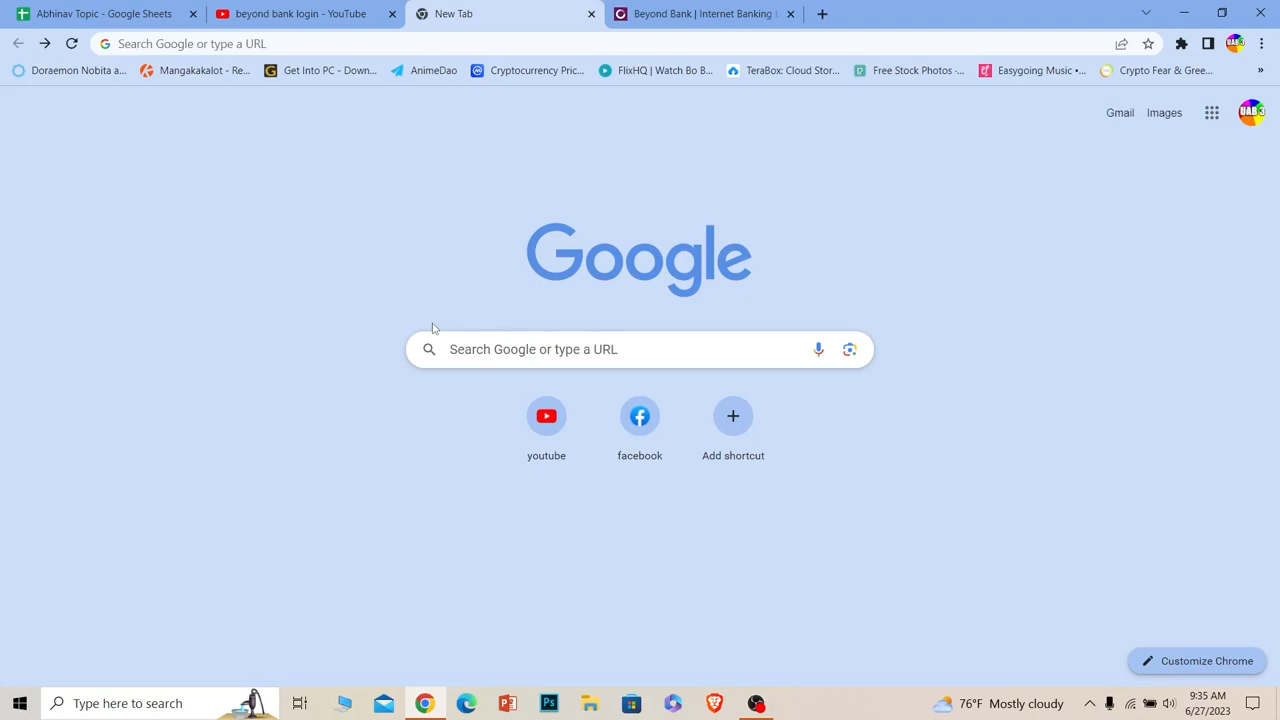 Abhinav Topic - Google Sheets
beyond bank login - YouTube
New Tab
Beyond Bank | Internet Banking L
Search Google or type a URL
Doraemon Nobita a...
Mangakakalot - Re...
Get Into PC - Down...
AnimeDao
Cryptocurrency Pric...
FlixHQ | Watch Bo B...
TeraBox: Cloud Stor...
Free Stock Photos ·...
Easygoing Music •...
Crypto Fear & Gree...
»
Gmail
Images
UAB3
Google
Search Google or type a URL
youtube
facebook
Add shortcut
Customize Chrome
Type here to search
Ps
76°F Mostly cloudy
9:35 AM
6/27/2023